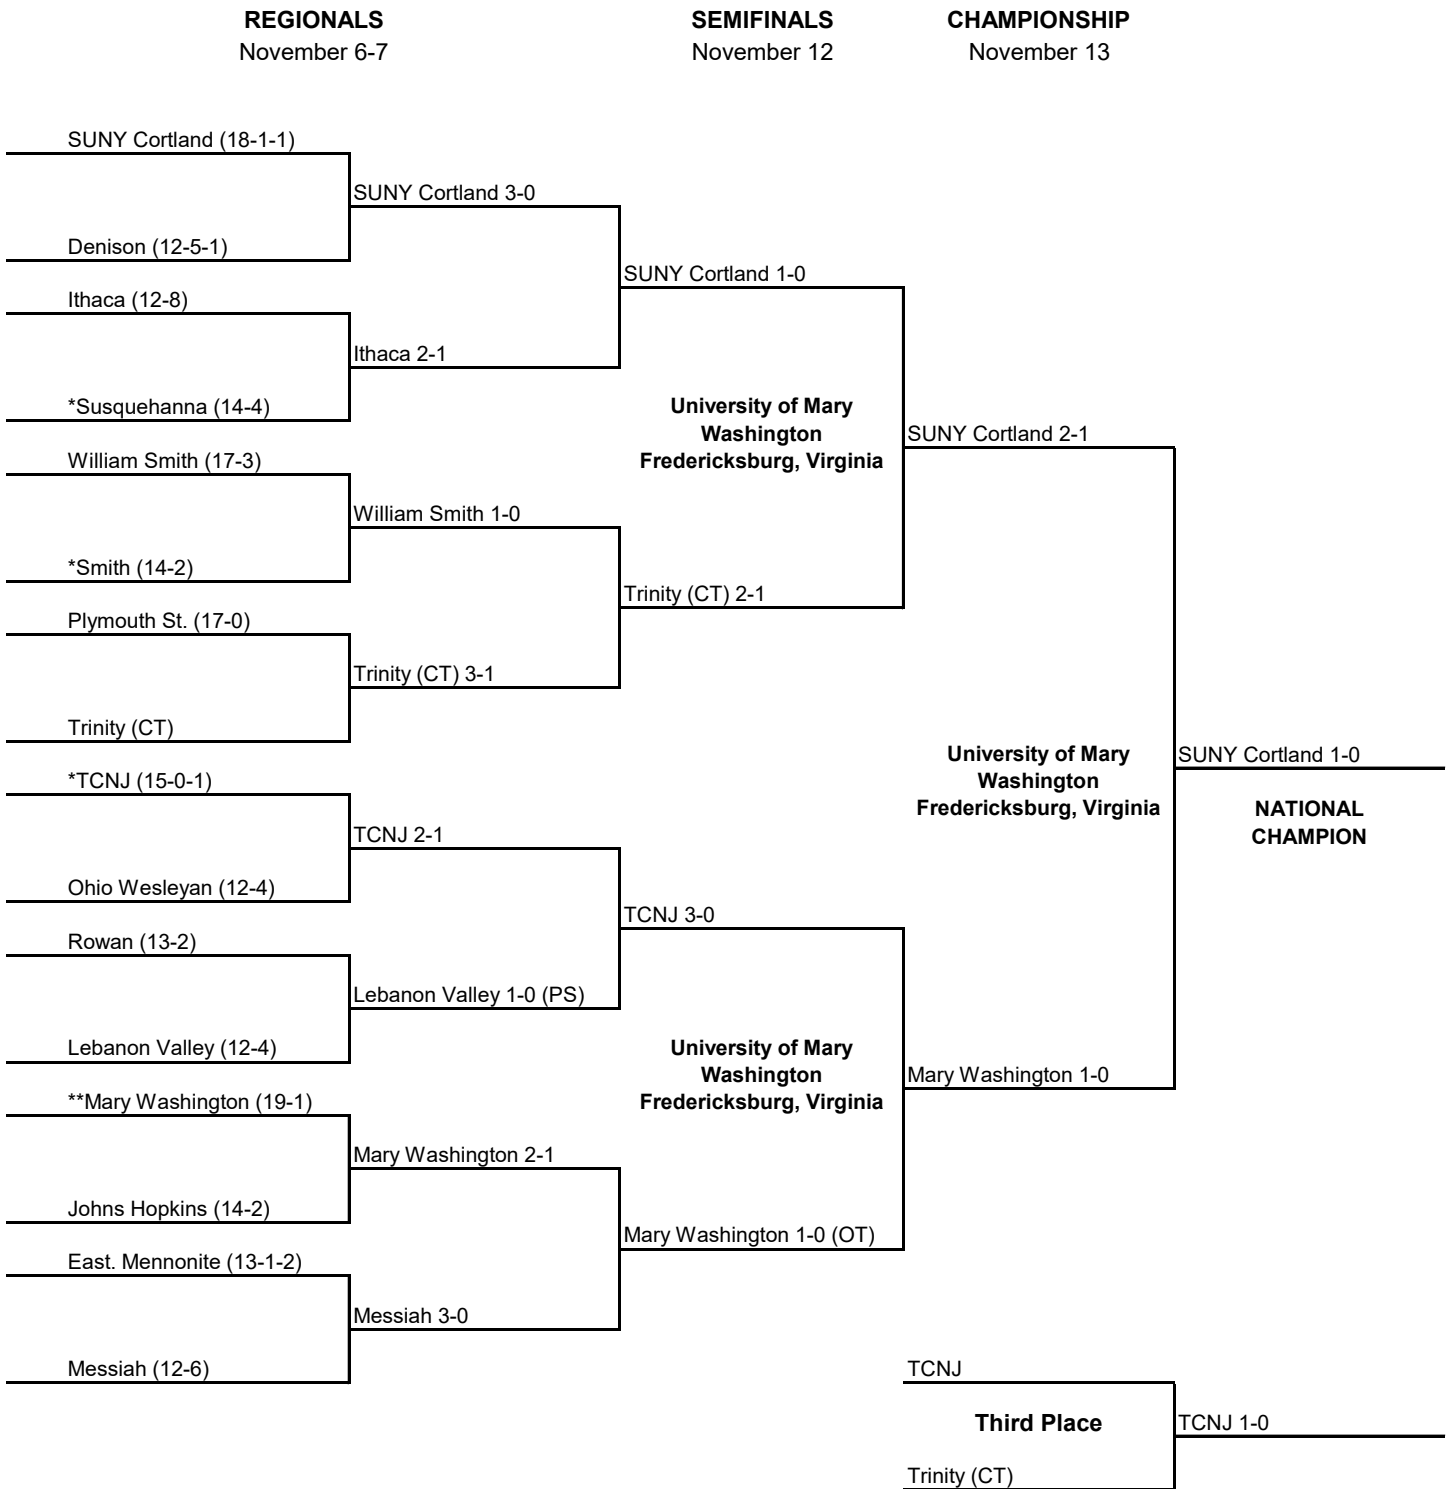 REGIONALS
November 6-7
SEMIFINALS
November 12
CHAMPIONSHIP
November 13
SUNY Cortland (18-1-1)
SUNY Cortland 3-0
Denison (12-5-1)
SUNY Cortland 1-0
Ithaca (12-8)
Ithaca 2-1
*Susquehanna (14-4)
University of Mary
Washington
Fredericksburg, Virginia
SUNY Cortland 2-1
William Smith (17-3)
William Smith 1-0
*Smith (14-2)
Trinity (CT) 2-1
Plymouth St. (17-0)
Trinity (CT) 3-1
Trinity (CT)
University of Mary
Washington
Fredericksburg, Virginia
SUNY Cortland 1-0
NATIONAL
CHAMPION
*TCNJ (15-0-1)
TCNJ 2-1
Ohio Wesleyan (12-4)
TCNJ 3-0
Rowan (13-2)
Lebanon Valley 1-0 (PS)
Lebanon Valley (12-4)
University of Mary
Washington
Fredericksburg, Virginia
Mary Washington 1-0
**Mary Washington (19-1)
Mary Washington 2-1
Johns Hopkins (14-2)
Mary Washington 1-0 (OT)
East. Mennonite (13-1-2)
Messiah 3-0
Messiah (12-6)
TCNJ
Third Place
TCNJ 1-0
Trinity (CT)